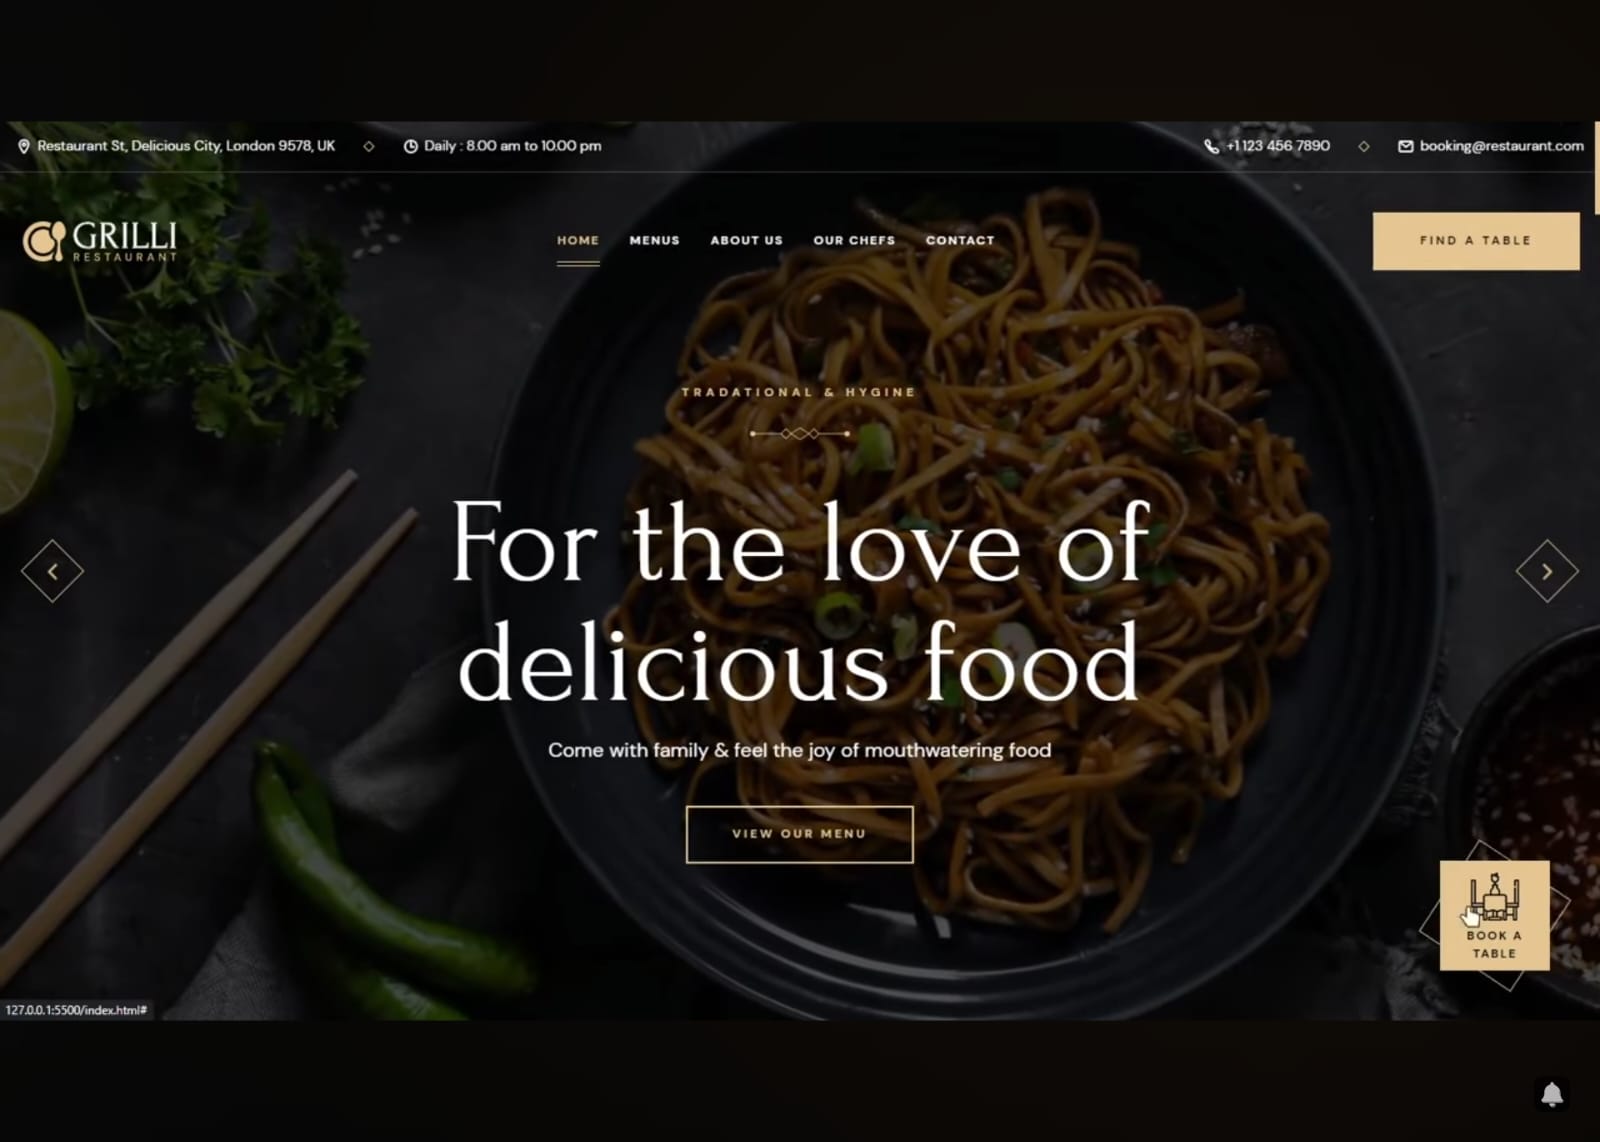 Restaurant St, Delicious City, London 9578, UK
Daily : 8.00 am to 10.00 pm
+1 123 456 7890
booking@restaurant.com
GRILLI
RESTAURANT
HOME
MENUS
ABOUT US
OUR CHEFS
CONTACT
FIND A TABLE
TRADATIONAL & HYGINE
For the love of
delicious food
Come with family & feel the joy of mouthwatering food
VIEW OUR MENU
BOOK A
TABLE
127.0.0.1:5500/index.html#